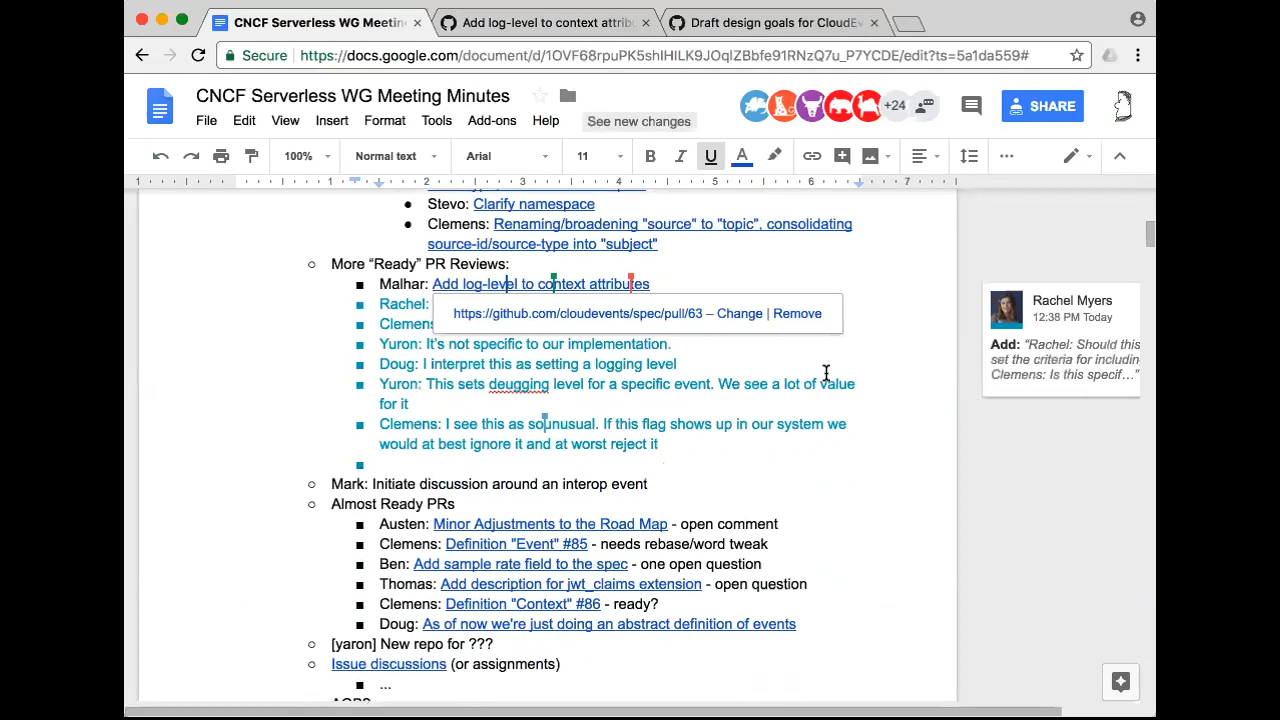 CNCF Serverless WG Meetin
Add log-level to context attribu
Draft design goals for CloudEv
Secure
https://docs.google.com/document/d/1OVF68rpuPK5shIHILK9JOqlZBbfe91RNzQ7u_P7YCDE/edit?ts=5a1da559#
CNCF Serverless WG Meeting Minutes
+24
SHARE
File Edit View Insert Format Tools Add-ons Help See new changes
100% Normal text Arial 11 B I U A
1 1 2 3 4 5 6 7
Stevo: Clarify namespace
Clemens: Renaming/broadening "source" to "topic", consolidating
source-id/source-type into "subject"
More “Ready” PR Reviews:
Malhar: Add log-level to context attributes
Rachel:
Clemens
https://github.com/cloudevents/spec/pull/63 – Change | Remove
Yuron: It’s not specific to our implementation.
Doug: I interpret this as setting a logging level
Yuron: This sets deugging level for a specific event. We see a lot of value
for it
Clemens: I see this as sounusual. If this flag shows up in our system we
would at best ignore it and at worst reject it
Mark: Initiate discussion around an interop event
Almost Ready PRs
Austen: Minor Adjustments to the Road Map - open comment
Clemens: Definition "Event" #85 - needs rebase/word tweak
Ben: Add sample rate field to the spec - one open question
Thomas: Add description for jwt_claims extension - open question
Clemens: Definition "Context" #86 - ready?
Doug: As of now we're just doing an abstract definition of events
[yaron] New repo for ???
Issue discussions (or assignments)
...
Rachel Myers
12:38 PM Today
Add: "Rachel: Should this
set the criteria for including
Clemens: Is this specif…"